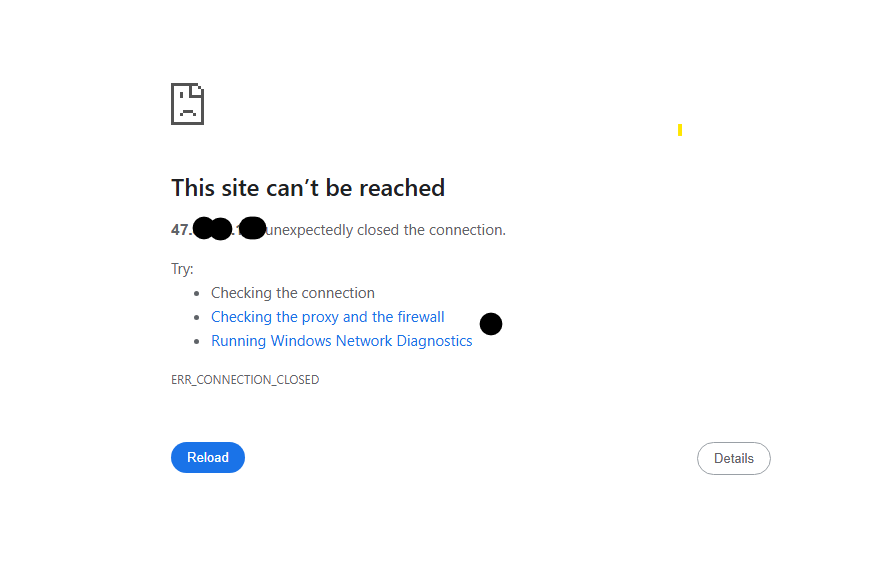 This site can’t be reached
47. unexpectedly closed the connection.
Try:
Checking the connection
Checking the proxy and the firewall
Running Windows Network Diagnostics
ERR_CONNECTION_CLOSED
Reload
Details